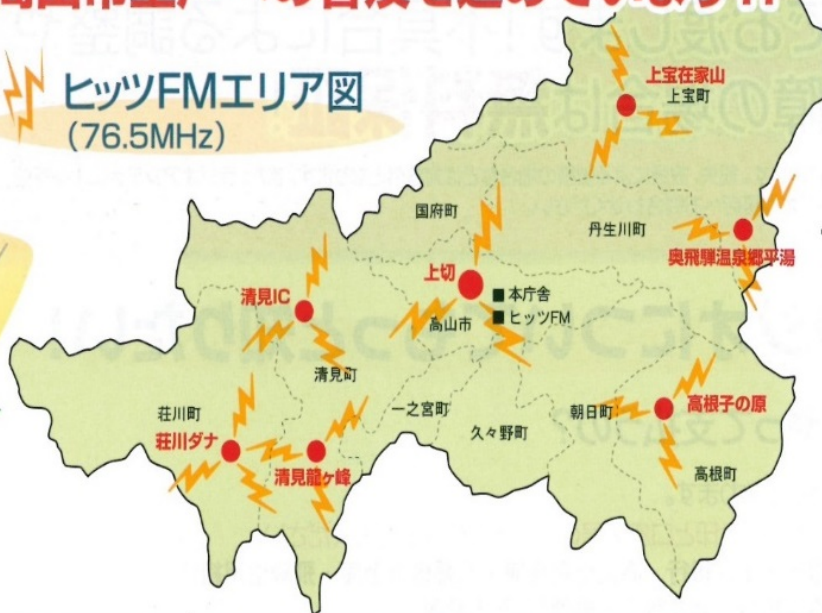 ヒッツFMエリア図
(76.5MHz)
上宝在家山
上宝町
国府町
丹生川町
奥飛騨温泉郷平湯
上切
■本庁舎
■ヒッツFM
高山市
清見IC
清見町
荘川町
荘川ダナ
清見龍ヶ峰
一之宮町
久々野町
朝日町
高根子の原
高根町